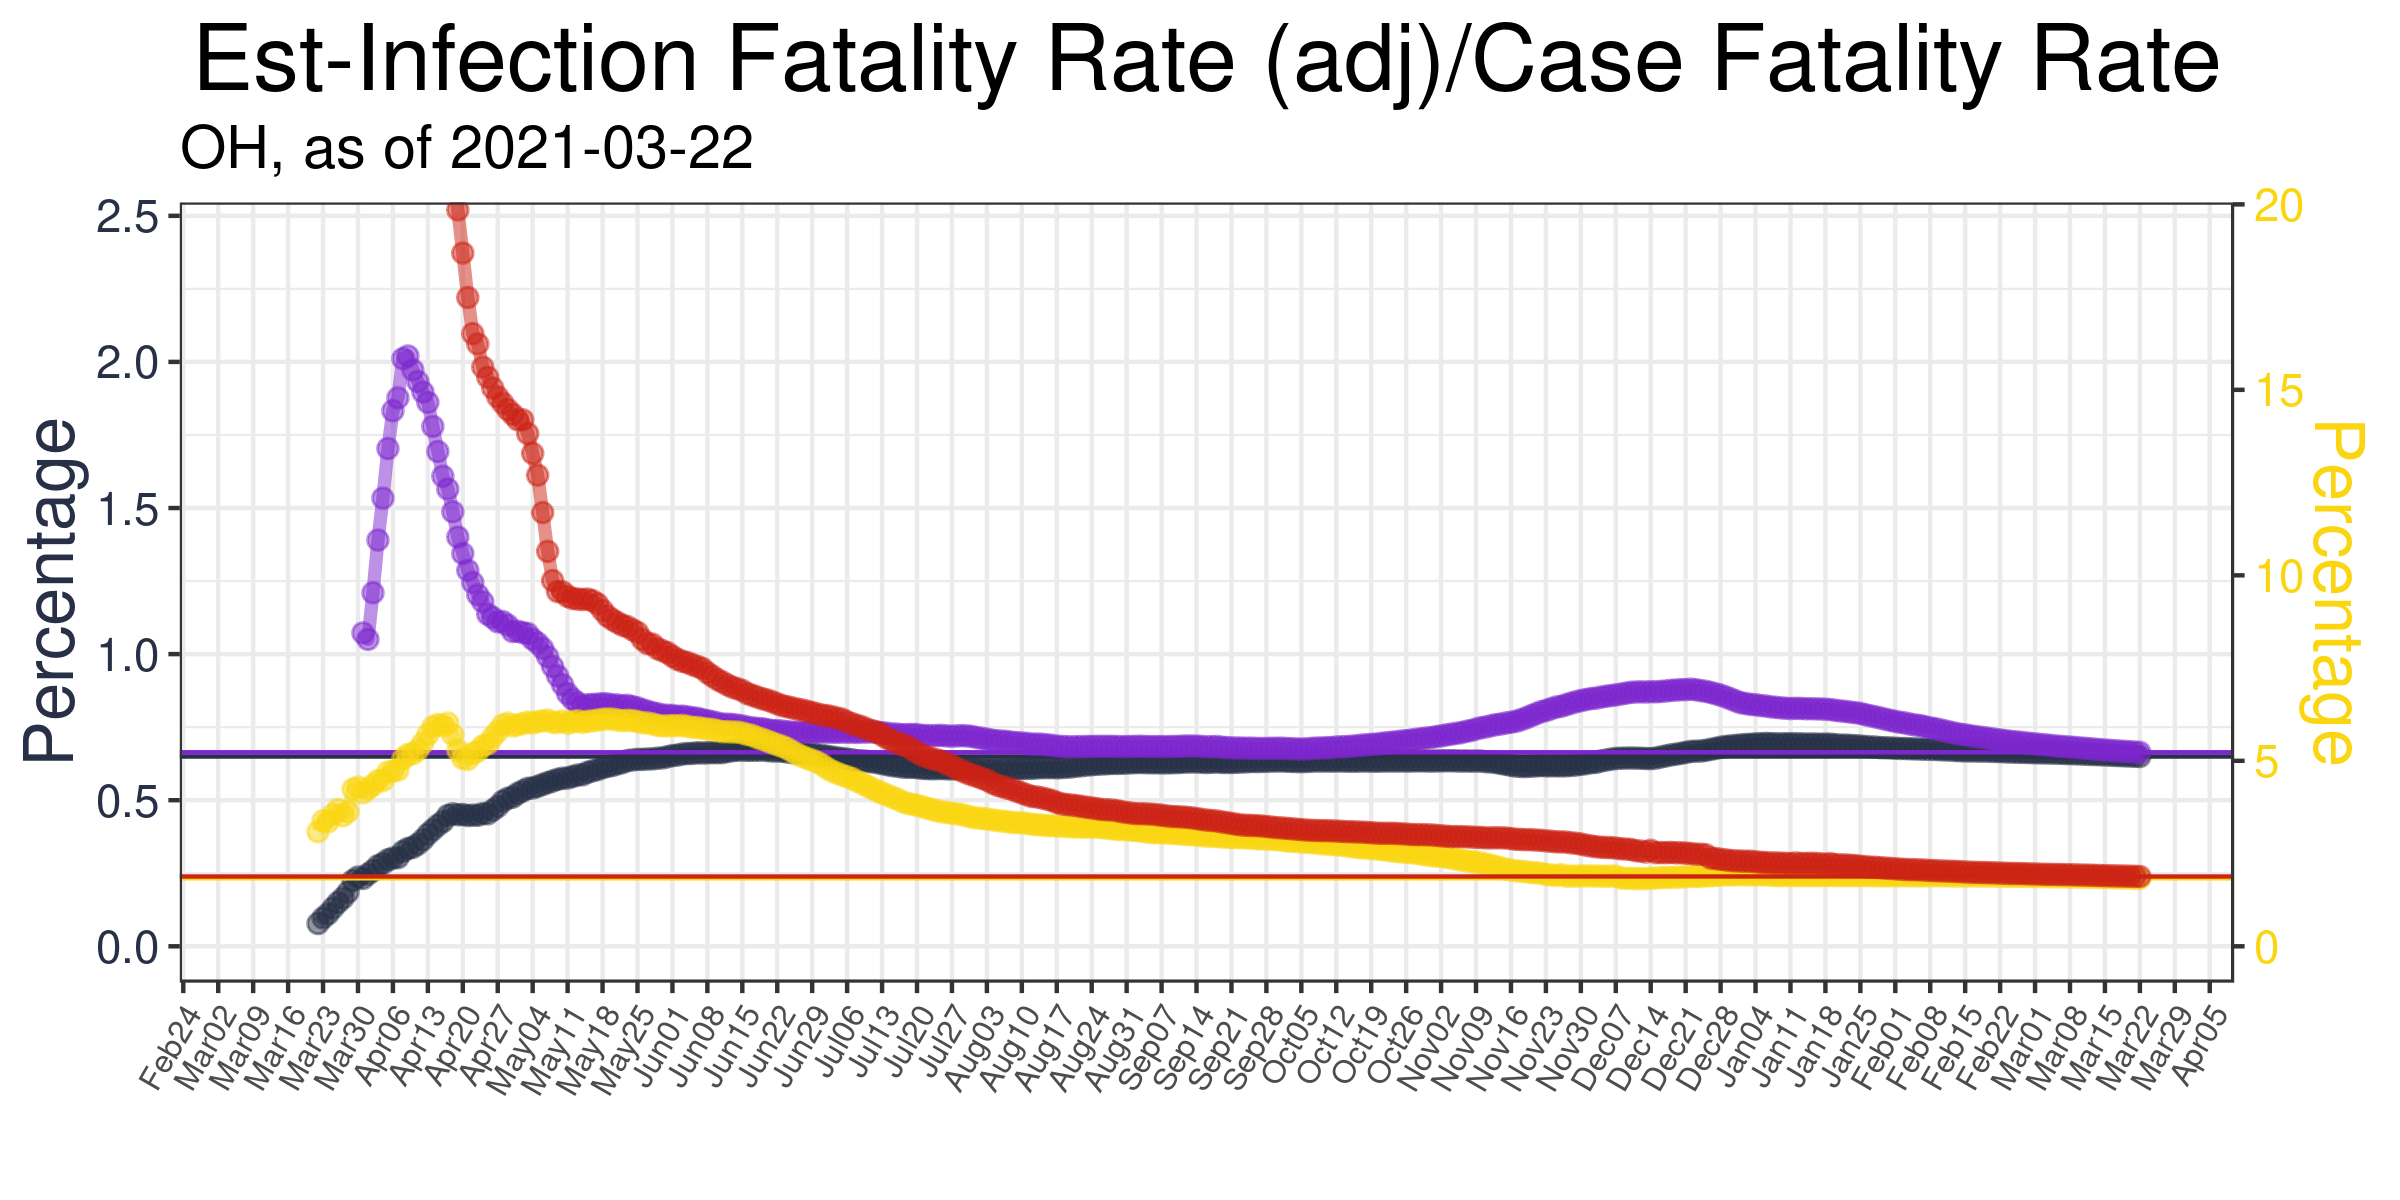 Est-Infection Fatality Rate (adj)/Case Fatality Rate
OH, as of 2021-03-22
Percentage
2.5
2.0
1.5
1.0
0.5
0.0
20
15
10
5
0
Percentage
Feb24
Mar02
Mar09
Mar16
Mar23
Mar30
Apr06
Apr13
Apr20
Apr27
May04
May11
May18
May25
Jun01
Jun08
Jun15
Jun22
Jun29
Jul06
Jul13
Jul20
Jul27
Aug03
Aug10
Aug17
Aug24
Aug31
Sep07
Sep14
Sep21
Sep28
Oct05
Oct12
Oct19
Oct26
Nov02
Nov09
Nov16
Nov23
Nov30
Dec07
Dec14
Dec21
Dec28
Jan04
Jan11
Jan18
Jan25
Feb01
Feb08
Feb15
Feb22
Mar01
Mar08
Mar15
Mar22
Mar29
Apr05